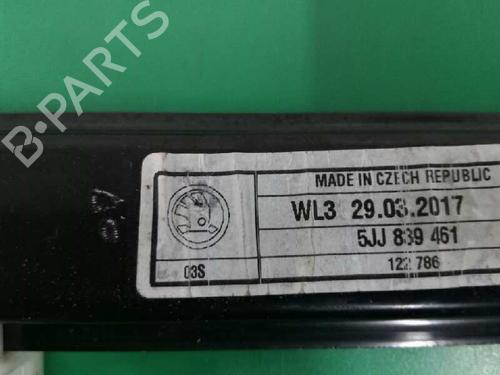 B-PARTS
MADE IN CZECH REPUBLIC
WL3 29.03.2017
5JJ 839 461
03S
122 786